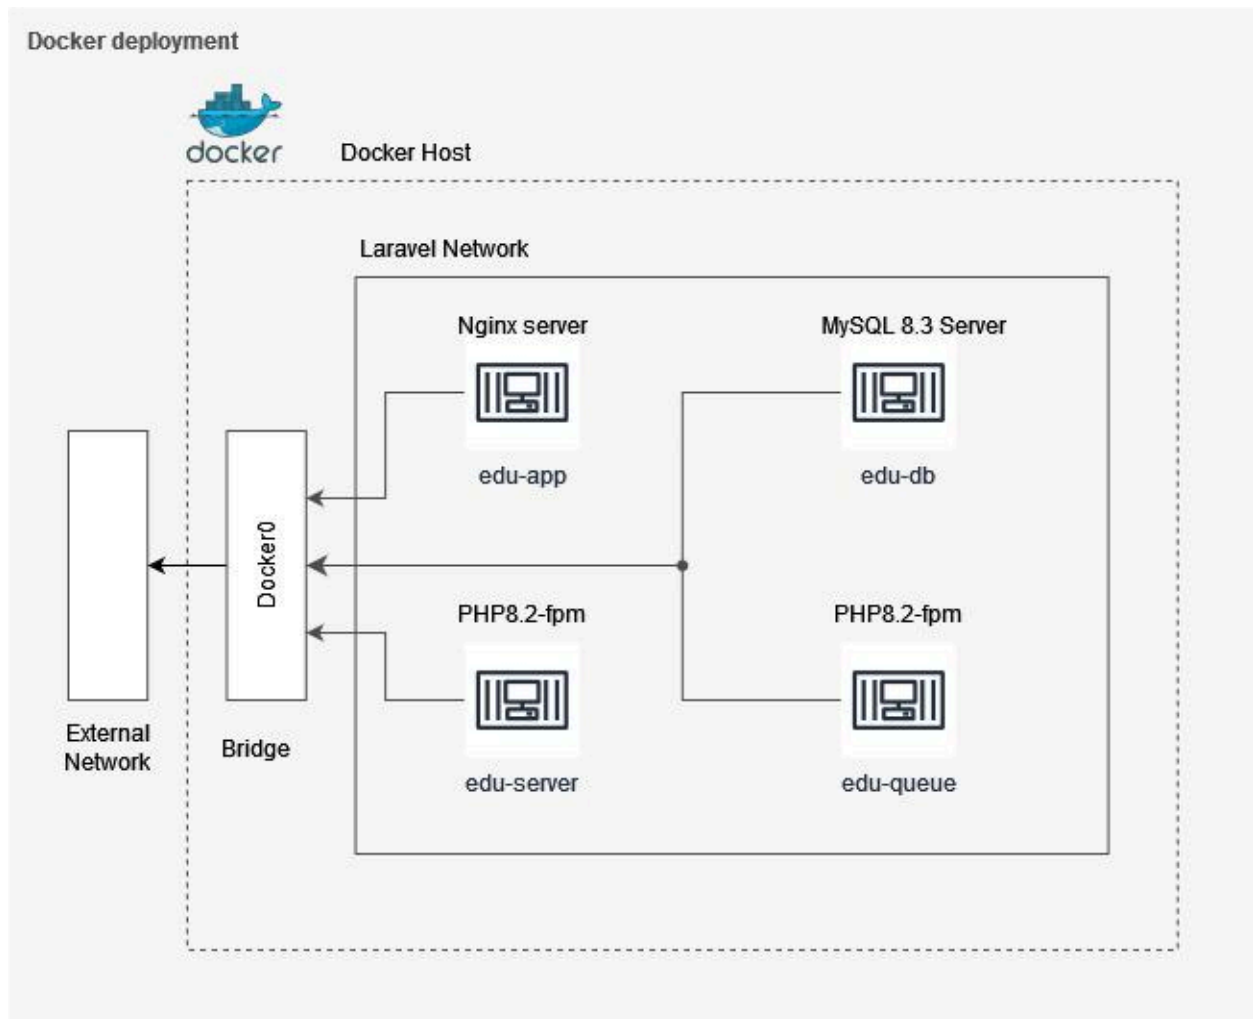 Docker deployment
docker
Docker Host
Laravel Network
Nginx server
MySQL 8.3 Server
edu-app
edu-db
Docker0
PHP8.2-fpm
PHP8.2-fpm
External
Network
Bridge
edu-server
edu-queue